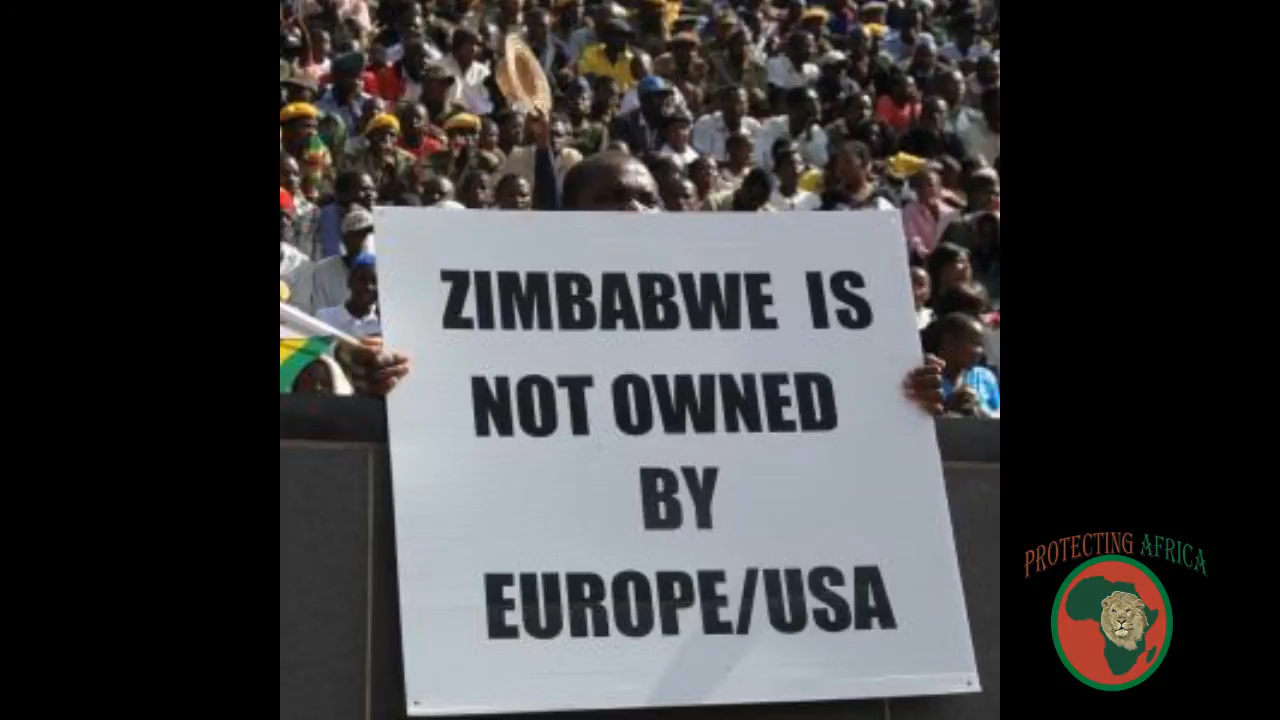 ZIMBABWE IS
NOT OWNED
BY
EUROPE/USA
PROTECTING AFRICA